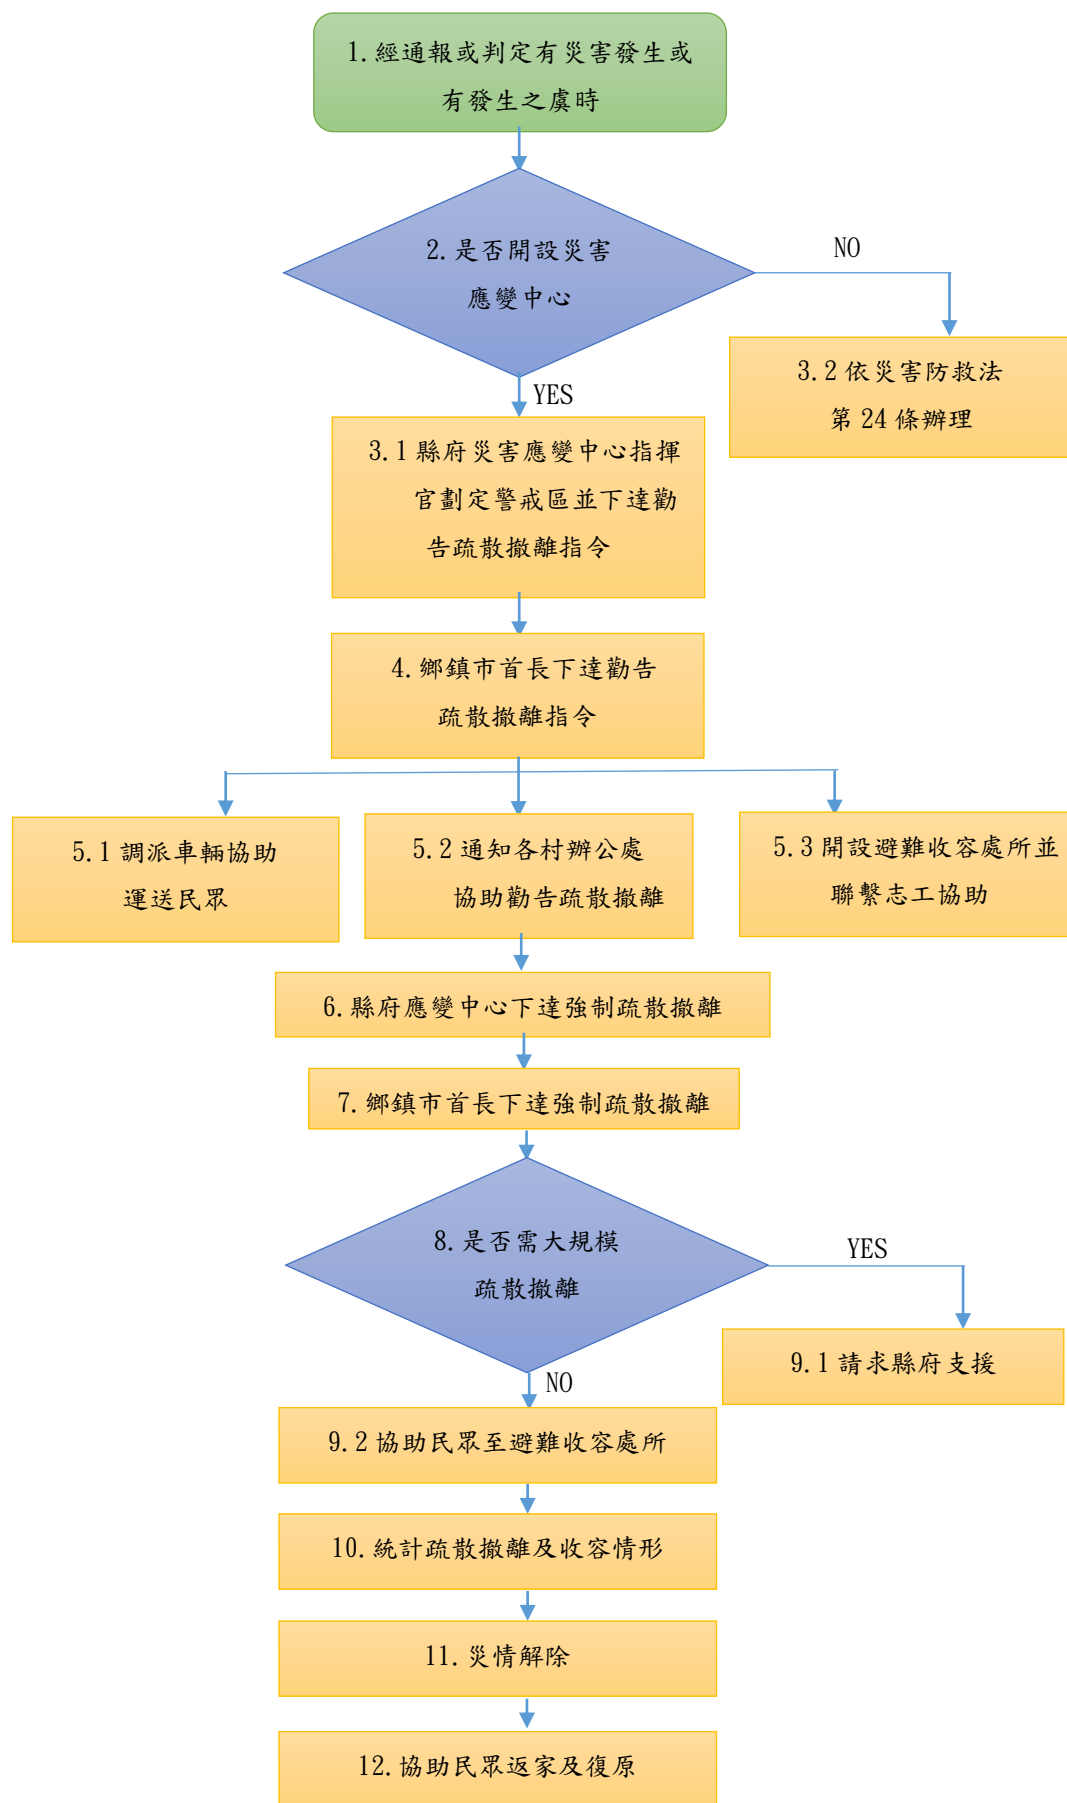 1.經通報或判定有災害發生或
有發生之虞時
2.是否開設災害
應變中心
NO
3.2 依災害防救法
第 24 條辦理
YES
3.1 縣府災害應變中心指揮
官劃定警戒區並下達勸
告疏散撤離指令
4.鄉鎮市首長下達勸告
疏散撤離指令
5.1 調派車輛協助
運送民眾
5.2 通知各村辦公處
協助勸告疏散撤離
5.3 開設避難收容處所並
聯繫志工協助
6.縣府應變中心下達強制疏散撤離
7.鄉鎮市首長下達強制疏散撤離
8.是否需大規模
疏散撤離
YES
9.1 請求縣府支援
NO
9.2 協助民眾至避難收容處所
10.統計疏散撤離及收容情形
11.災情解除
12.協助民眾返家及復原